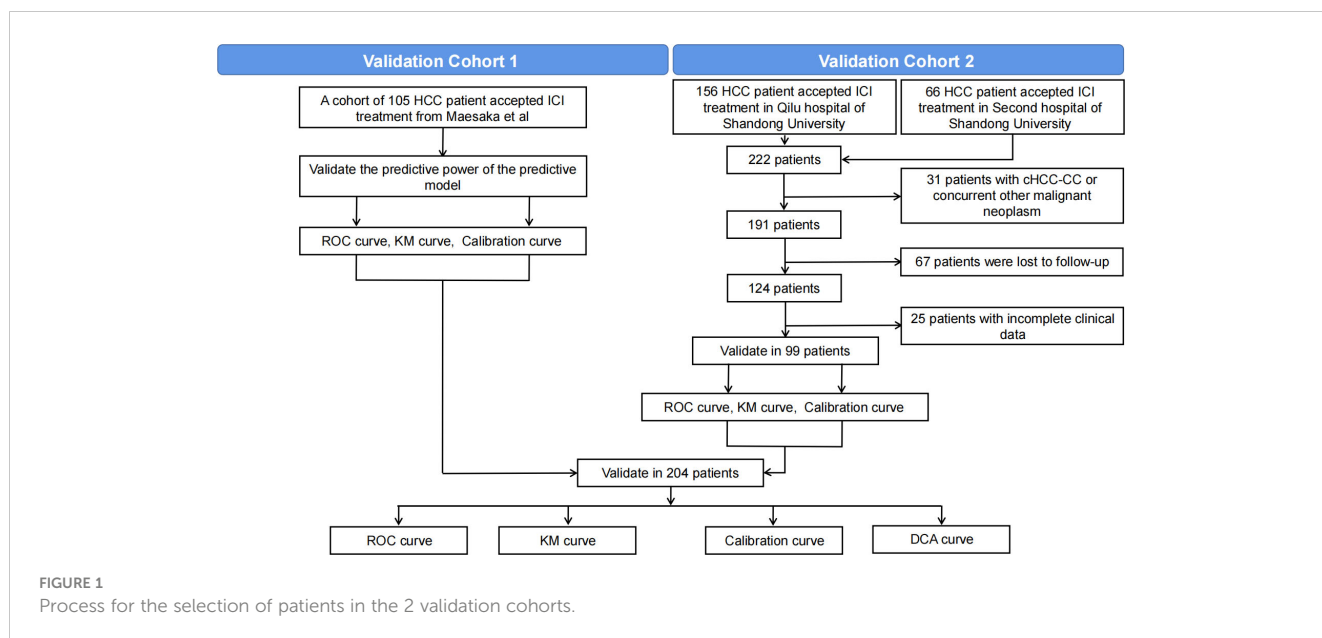 Validation Cohort 1
Validation Cohort 2
A cohort of 105 HCC patient accepted ICI
treatment from Maesaka et al
Validate the predictive power of the predictive
model
ROC curve, KM curve, Calibration curve
156 HCC patient accepted ICI
treatment in Qilu hospital of
Shandong University
66 HCC patient accepted ICI
treatment in Second hospital of
Shandong University
222 patients
31 patients with cHCC-CC or
concurrent other malignant
neoplasm
191 patients
67 patients were lost to follow-up
124 patients
25 patients with incomplete clinical
data
Validate in 99 patients
ROC curve, KM curve, Calibration curve
Validate in 204 patients
ROC curve
KM curve
Calibration curve
DCA curve
FIGURE 1
Process for the selection of patients in the 2 validation cohorts.